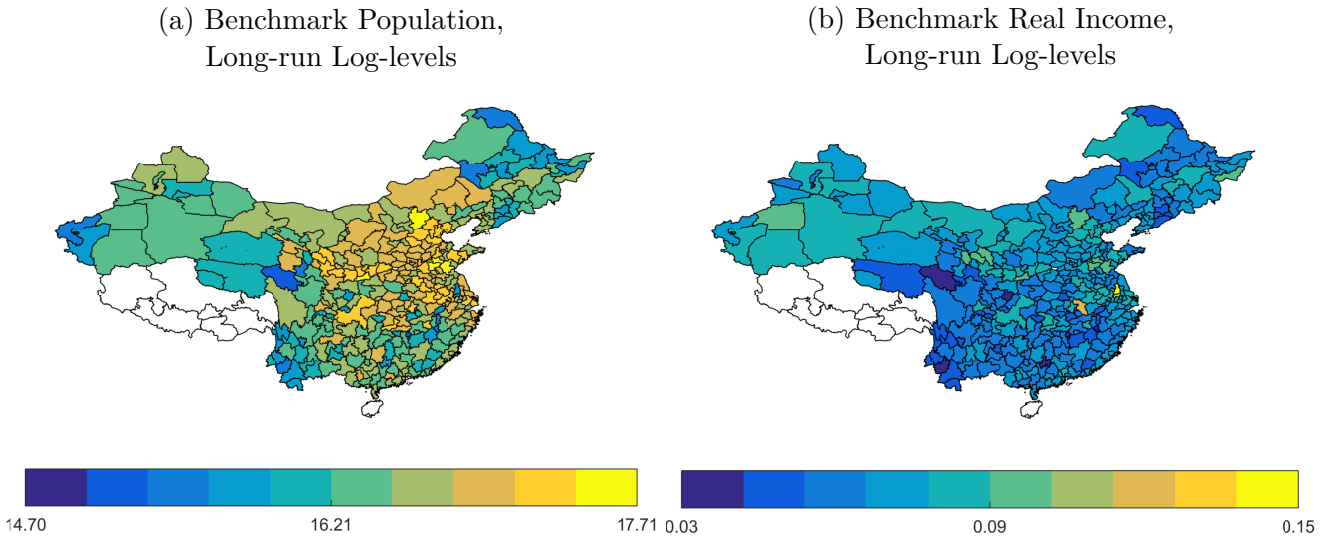 (a) Benchmark Population,
Long-run Log-levels
(b) Benchmark Real Income,
Long-run Log-levels
14.70 16.21 17.71
0.03 0.09 0.15